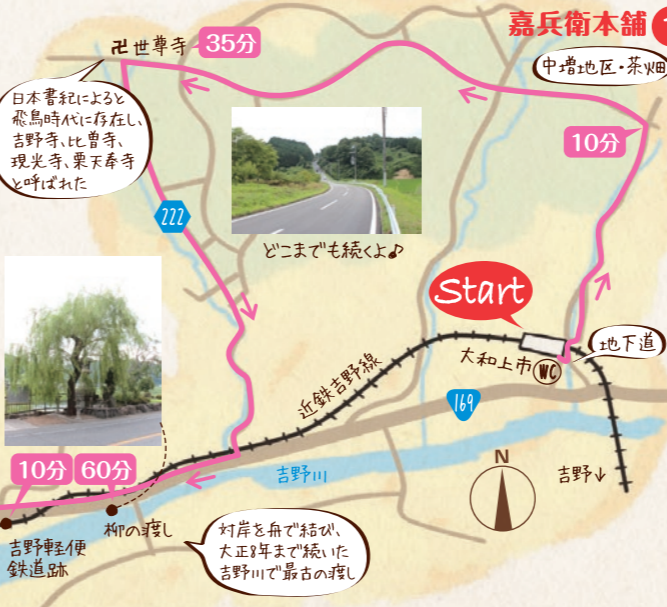 嘉兵衛本舗
中増地区・茶畑
卍世尊寺
35分
日本書紀によると
飛鳥時代に存在し、
吉野寺、比曽寺、
現光寺、栗天奉寺
と呼ばれた
10分
222
どこまでも続くよ♪
Start
地下道
大和上市
WC
近鉄吉野線
169
N
吉野↓
吉野川
10分
60分
柳の渡し
吉野軽便
鉄道跡
対岸を舟で結び、
大正8年まで続いた
吉野川で最古の渡し